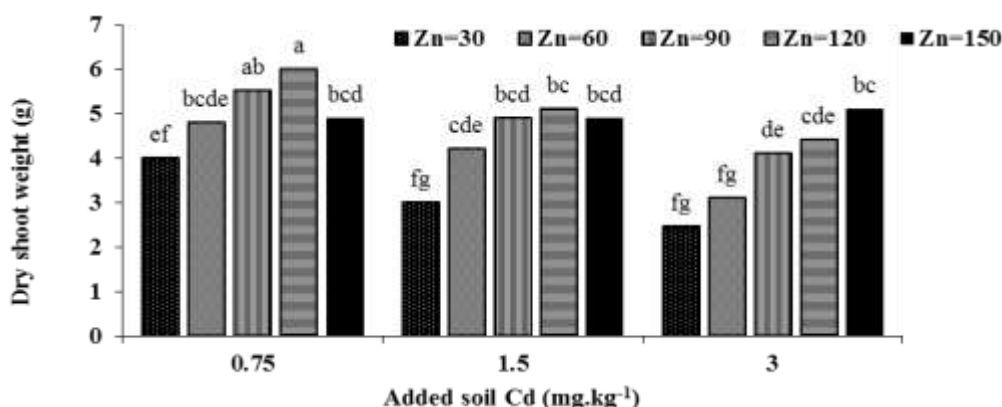 7
Zn=30 Zn=60 Zn=90 Zn=120 Zn=150
6
5
4
3
2
1
0
Dry shoot weight (g)
ef bcde ab a bcd
fg cde bcd bc bcd
fg fg de cde bc
0.75 1.5 3
Added soil Cd (mg.kg⁻¹)